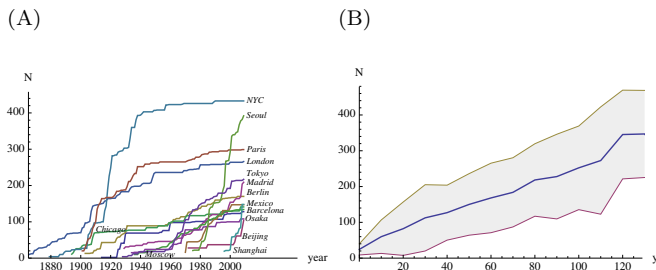 (A)
(B)
N
400
300
200
100
0
1880 1900 1920 1940 1960 1980 2000
year
NYC
Seoul
Paris
London
Tokyo
Madrid
Berlin
Mexico
Barcelona
Osaka
Beijing
Shanghai
Chicago
Moscow
N
400
300
200
100
0
0 20 40 60 80 100 120
y